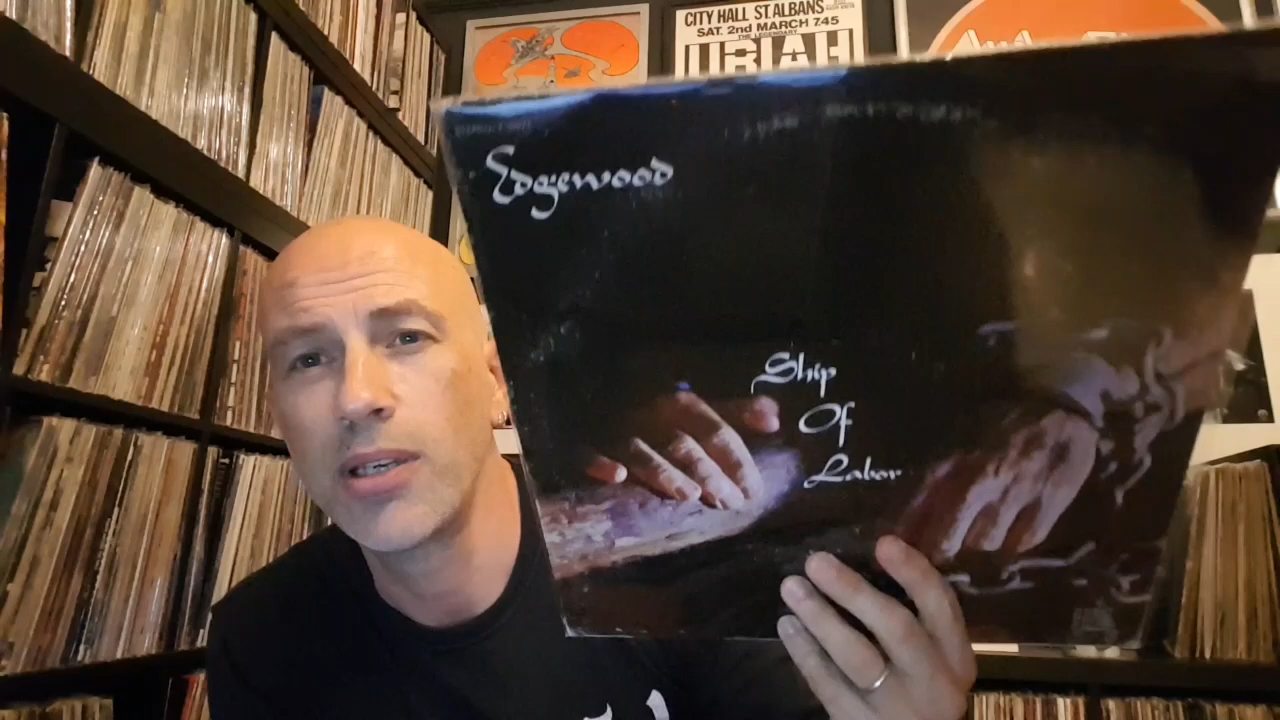 CITY HALL ST.ALBANS
SAT. 2nd MARCH 7.45
THE LEGENDARY
URIAH
Edgewood
Ship
Of
Labor